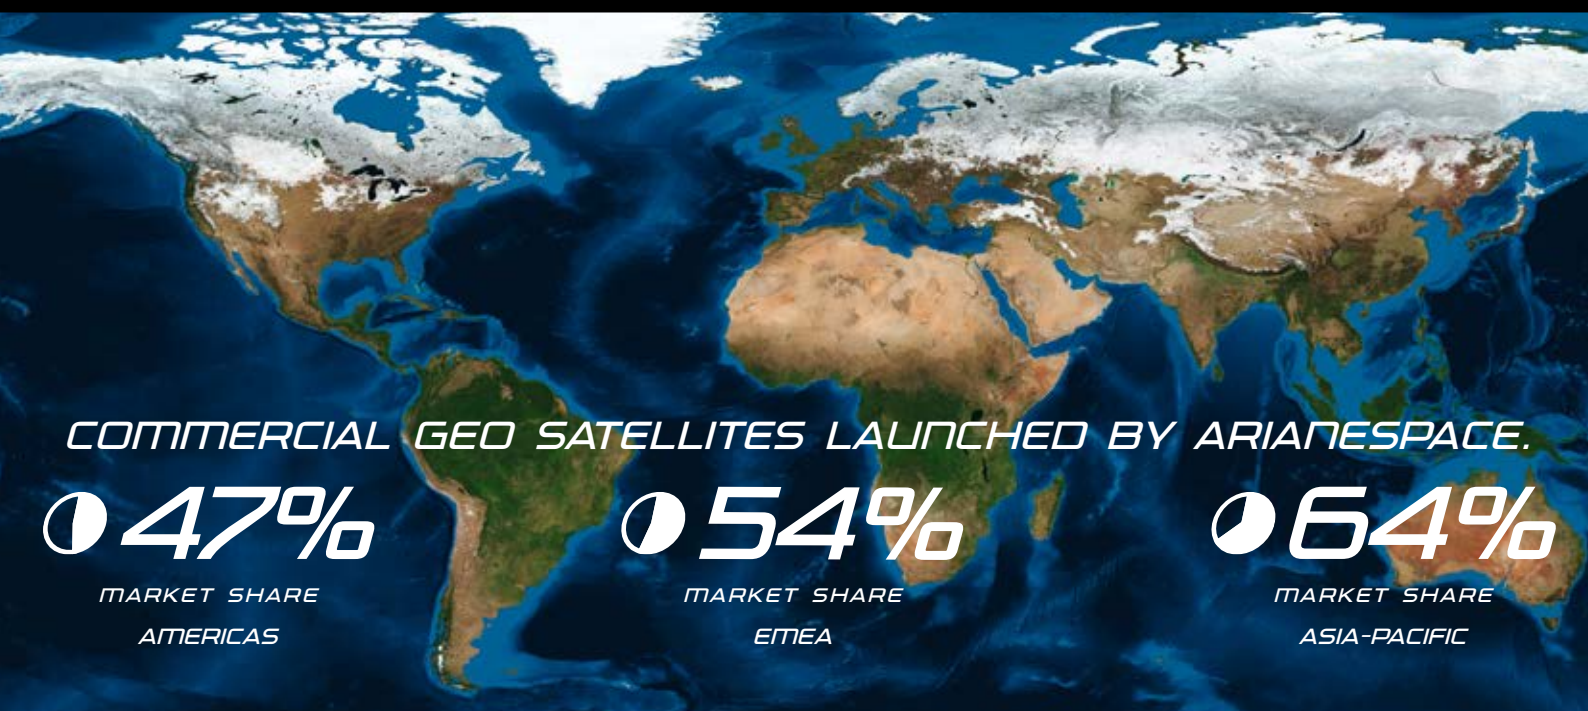 COMMERCIAL GEO SATELLITES LAUNCHED BY ARIANESPACE.
47%
54%
64%
MARKET SHARE
MARKET SHARE
MARKET SHARE
AMERICAS
EMEA
ASIA-PACIFIC